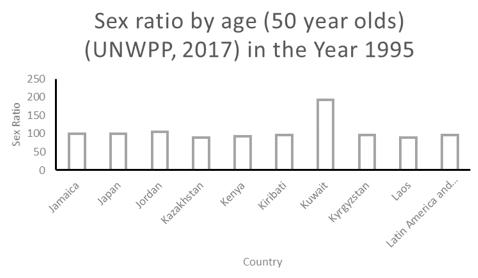 Sex ratio by age (50 year olds)
(UNWPP, 2017) in the Year 1995
250
200
150
100
50
0
Sex Ratio
Jamaica
Japan
Jordan
Kazakhstan
Kenya
Kiribati
Kuwait
Kyrgyzstan
Laos
Latin America and...
Country